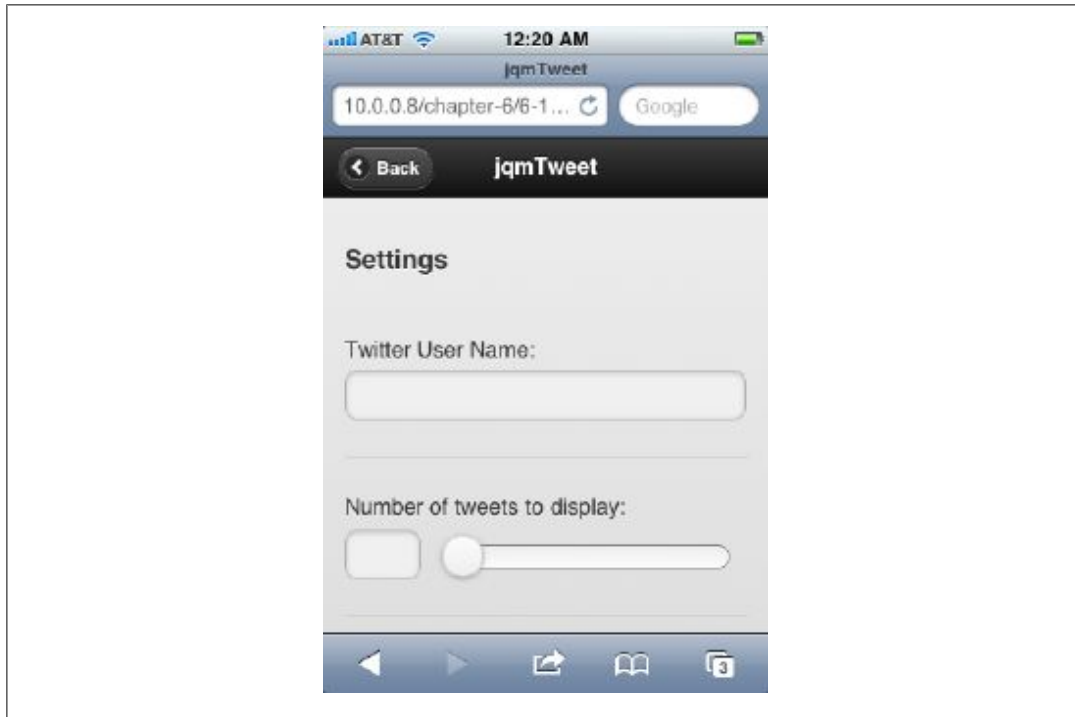 AT&T 12:20 AM
jqmTweet
10.0.0.8/chapter-6/6-1... Google
Back jqmTweet
Settings
Twitter User Name:
Number of tweets to display:
3